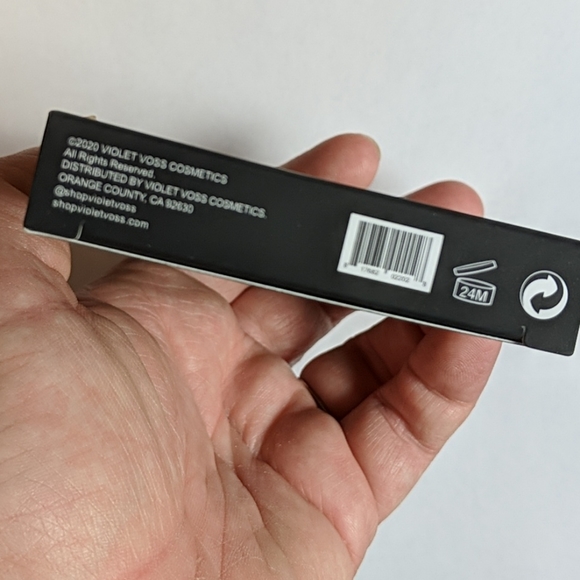 ©2020 VIOLET VOSS COSMETICS
All Rights Reserved.
DISTRIBUTED BY VIOLET VOSS COSMETICS.
ORANGE COUNTY, CA 92630
@shopvioletvoss
shopvioletvoss.com
24M